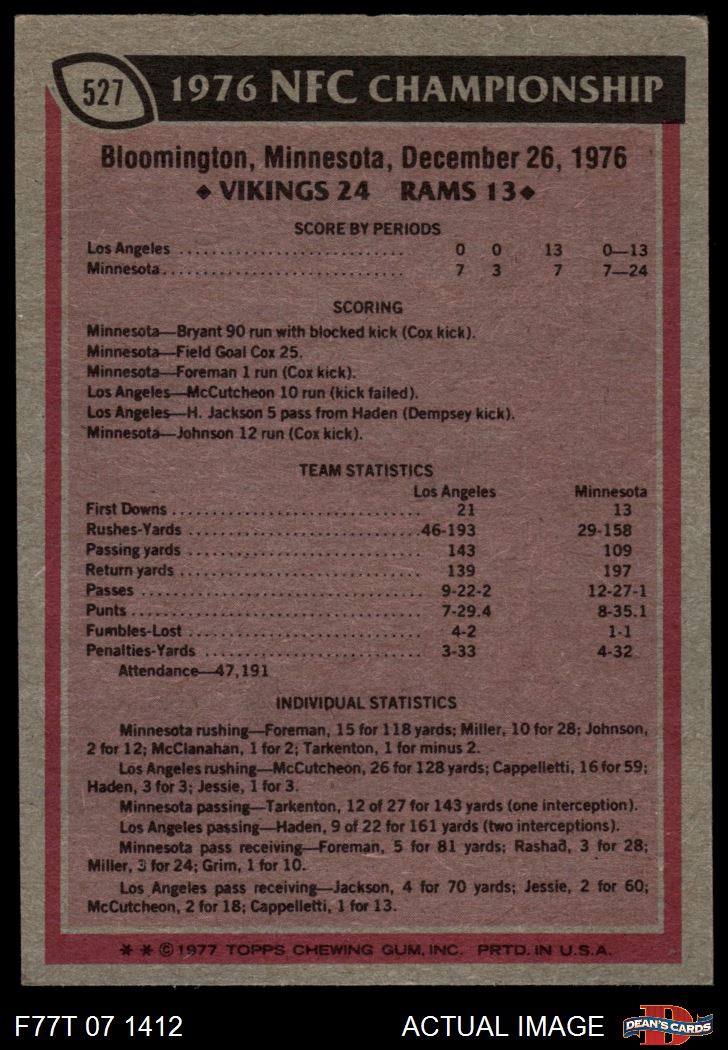 527 1976 NFC CHAMPIONSHIP
Bloomington, Minnesota, December 26, 1976
◆ VIKINGS 24 RAMS 13 ◆
SCORE BY PERIODS
Los Angeles ............................ 0 0 13 0—13
Minnesota............................... 7 3 7 7—24
SCORING
Minnesota—Bryant 90 run with blocked kick (Cox kick).
Minnesota—Field Goal Cox 25.
Minnesota—Foreman 1 run (Cox kick).
Los Angeles—McCutcheon 10 run (kick failed).
Los Angeles—H. Jackson 5 pass from Haden (Dempsey kick).
Minnesota—Johnson 12 run (Cox kick).
TEAM STATISTICS
Los Angeles Minnesota
First Downs ............................... 21 13
Rushes-Yards .............................46-193 29-158
Passing yards ............................. 143 109
Return yards .............................. 139 197
Passes .................................... 9-22-2 12-27-1
Punts ..................................... 7-29.4 8-35.1
Fumbles-Lost .............................. 4-2 1-1
Penalties-Yards ........................... 3-33 4-32
Attendance—47,191
INDIVIDUAL STATISTICS
Minnesota rushing—Foreman, 15 for 118 yards; Miller, 10 for 28; Johnson,
2 for 12; McClanahan, 1 for 2; Tarkenton, 1 for minus 2.
Los Angeles rushing—McCutcheon, 26 for 128 yards; Cappelletti, 16 for 59;
Haden, 3 for 3; Jessie, 1 for 3.
Minnesota passing—Tarkenton, 12 of 27 for 143 yards (one interception).
Los Angeles passing—Haden, 9 of 22 for 161 yards (two interceptions).
Minnesota pass receiving—Foreman, 5 for 81 yards; Rashad, 3 for 28;
Miller, 3 for 24; Grim, 1 for 10.
Los Angeles pass receiving—Jackson, 4 for 70 yards; Jessie, 2 for 60;
McCutcheon, 2 for 18; Cappelletti, 1 for 13.
* * © 1977 TOPPS CHEWING GUM, INC. PRTD. IN U.S.A.
F77T 07 1412 ACTUAL IMAGE D DEAN'S CARDS